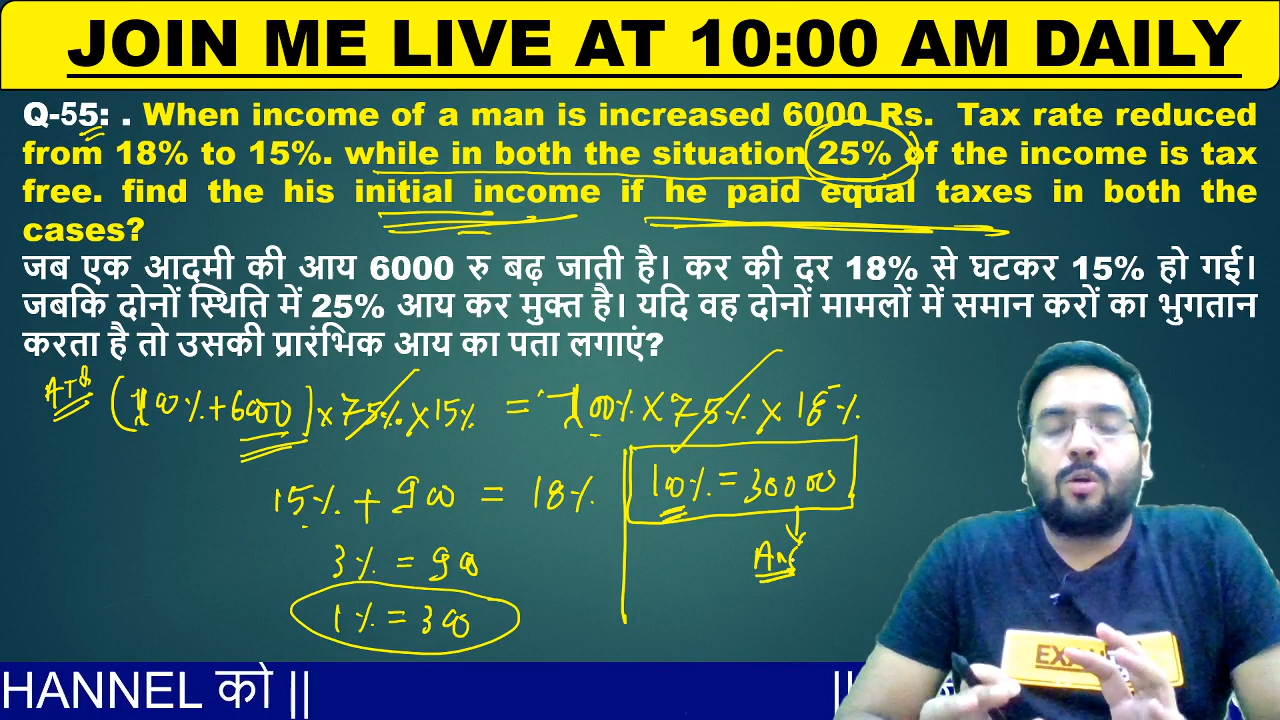 JOIN ME LIVE AT 10:00 AM DAILY
Q-55: . When income of a man is increased 6000 Rs. Tax rate reduced
from 18% to 15%. while in both the situation 25% of the income is tax
free. find the his initial income if he paid equal taxes in both the
cases?
जब एक आदमी की आय 6000 रु बढ़ जाती है। कर की दर 18% से घटकर 15% हो गई।
जबकि दोनों स्थिति में 25% आय कर मुक्त है। यदि वह दोनों मामलों में समान करों का भुगतान
करता है तो उसकी प्रारंभिक आय का पता लगाएं?
ATQ (100% + 6000) × 75% × 15% = 100% × 75% × 18%
15% + 900 = 18%
100% = 30000
3% = 900
Ans
1% = 300
EXAM
HANNEL को || ||